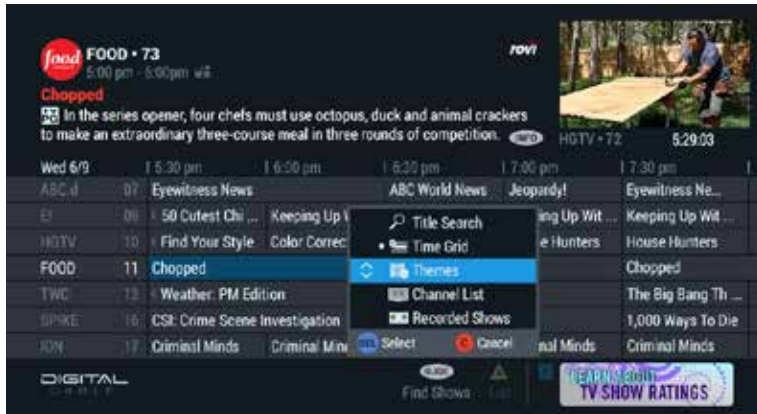 food FOOD • 73
rovi
5:00 pm - 6:00pm
Chopped
In the series opener, four chefs must use octopus, duck and animal crackers
to make an extraordinary three-course meal in three rounds of competition. INFO
HGTV • 72 5:29:03
Wed 6/9 5:30 pm 6:00 pm 6:30 pm 7:00 pm 7:30 pm
ABC.d 07 Eyewitness News ABC World News Jeopardy! Eyewitness Ne...
E! 09 50 Cutest Chi... Keeping Up ing Up Wit... Keeping Up Wit...
HGTV 10 Find Your Style Color Correc e Hunters House Hunters
FOOD 11 Chopped Chopped
TWC 13 Weather: PM Edition The Big Bang Th...
SPIKE 16 CSI: Crime Scene Investigation 1,000 Ways To Die
ION 17 Criminal Minds Criminal Min nal Minds Criminal Minds
Title Search
Time Grid
Themes
Channel List
Recorded Shows
SEL Select C Cancel
DIGITAL
GUIDE
Find Shows
LEARN ABOUT
TV SHOW RATINGS